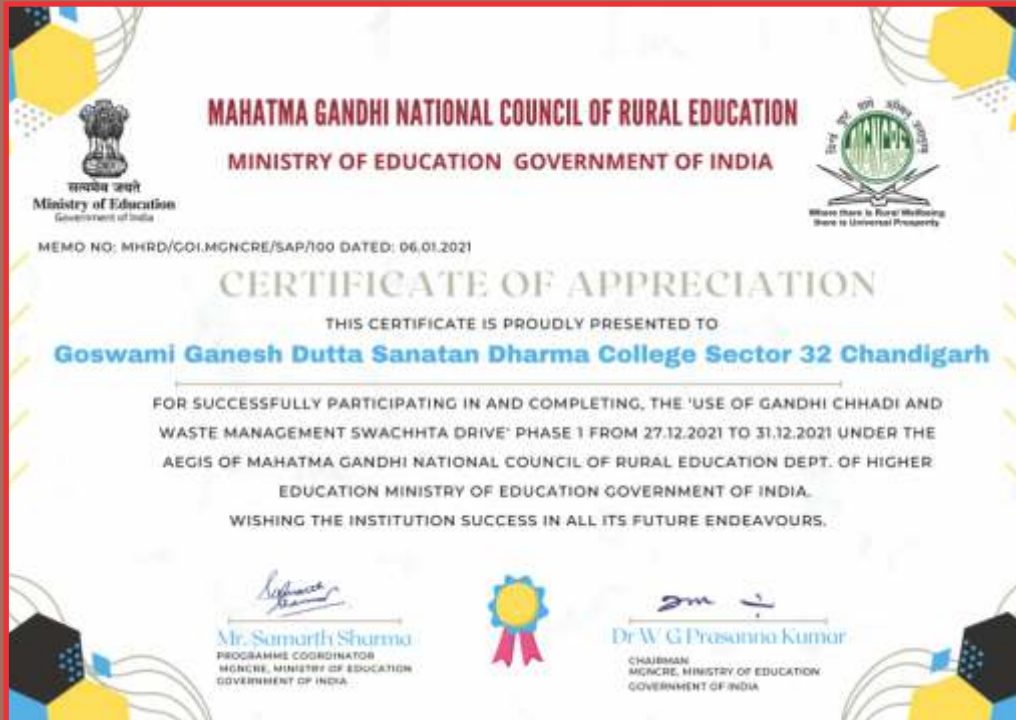 MAHATMA GANDHI NATIONAL COUNCIL OF RURAL EDUCATION
MINISTRY OF EDUCATION GOVERNMENT OF INDIA
सत्यमेव जयते
Ministry of Education
Government of India
Where there is Rural Wellbeing
there is Universal Prosperity
MEMO NO: MHRD/GOI.MGNCRE/SAP/100 DATED: 06.01.2021
CERTIFICATE OF APPRECIATION
THIS CERTIFICATE IS PROUDLY PRESENTED TO
Goswami Ganesh Dutta Sanatan Dharma College Sector 32 Chandigarh
FOR SUCCESSFULLY PARTICIPATING IN AND COMPLETING, THE 'USE OF GANDHI CHHADI AND
WASTE MANAGEMENT SWACHHTA DRIVE' PHASE 1 FROM 27.12.2021 TO 31.12.2021 UNDER THE
AEGIS OF MAHATMA GANDHI NATIONAL COUNCIL OF RURAL EDUCATION DEPT. OF HIGHER
EDUCATION MINISTRY OF EDUCATION GOVERNMENT OF INDIA.
WISHING THE INSTITUTION SUCCESS IN ALL ITS FUTURE ENDEAVOURS.
Mr. Samarth Sharma
PROGRAMME COORDINATOR
MGNCRE, MINISTRY OF EDUCATION
GOVERNMENT OF INDIA
Dr W G Prasanna Kumar
CHAIRMAN
MGNCRE, MINISTRY OF EDUCATION
GOVERNMENT OF INDIA